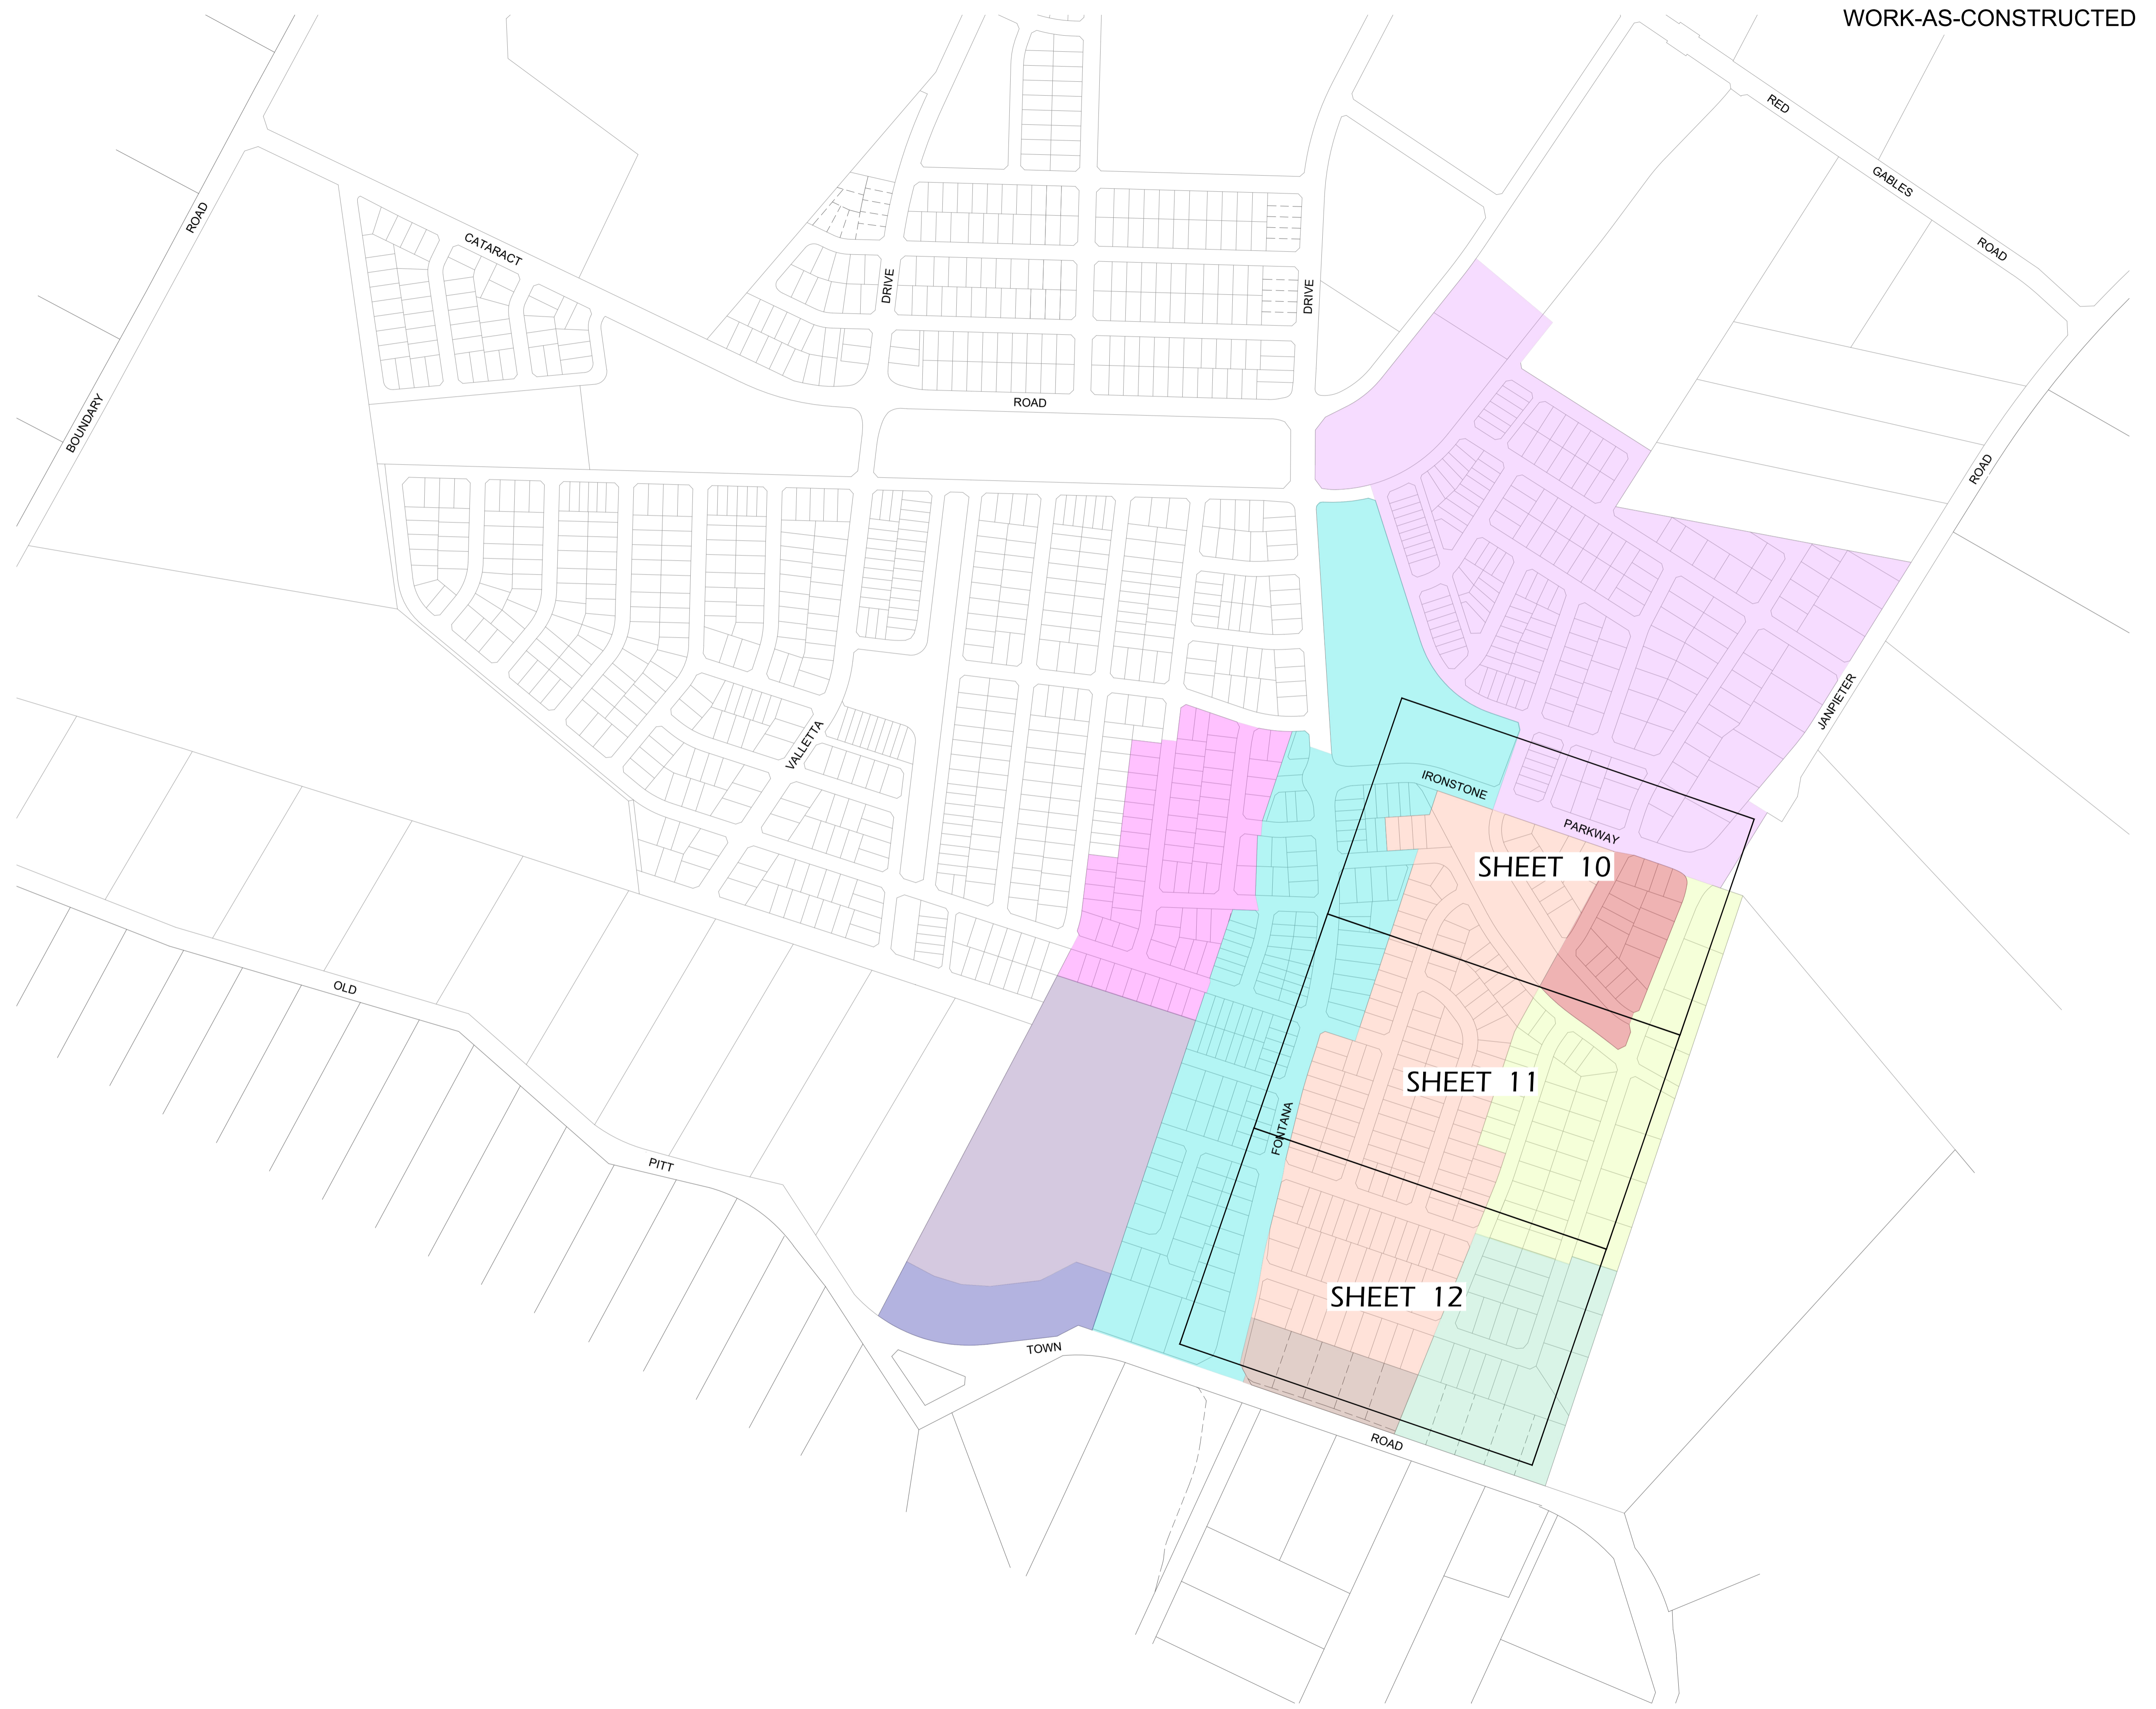 WORK-AS-CONSTRUCTED
RED
GABLES
ROAD
ROAD
CATARACT
DRIVE
DRIVE
BOUNDARY
ROAD
ROAD
JANPIETER
VALLETTA
IRONSTONE
PARKWAY
SHEET 10
OLD
SHEET 11
FONTANA
PITT
SHEET 12
TOWN
ROAD